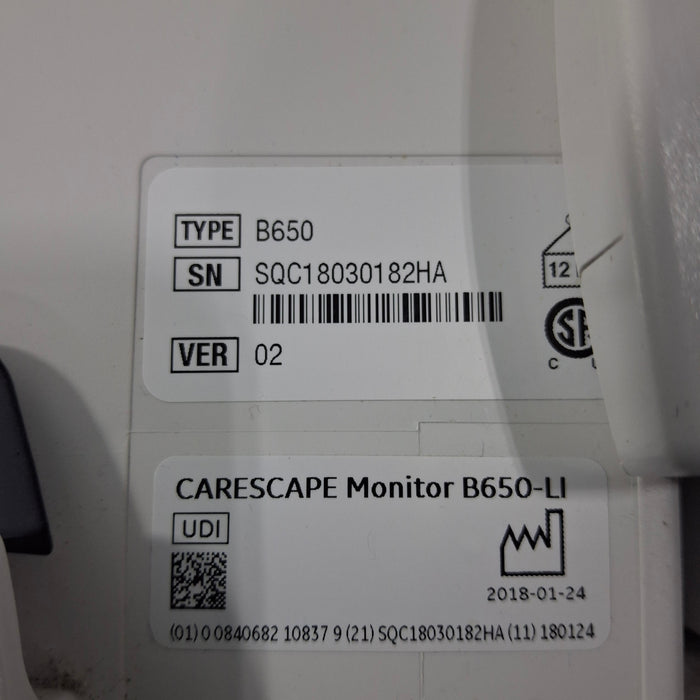 TYPE B650
SN SQC18030182HA
12
VER 02
C
CARESCAPE Monitor B650-LI
UDI
2018-01-24
(01) 0 0840682 10837 9 (21) SQC18030182HA (11) 180124